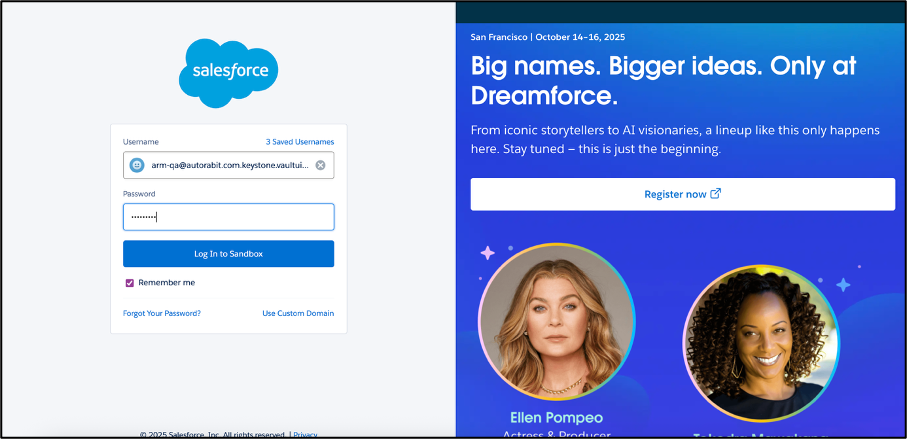 salesforce
Username
3 Saved Usernames
arm-qa@autorabit.com.keystone.vaultui...
Password
Log In to Sandbox
Remember me
Forgot Your Password?
Use Custom Domain
© 2025 Salesforce, Inc. All rights reserved. | Privacy
San Francisco | October 14–16, 2025
Big names. Bigger ideas. Only at
Dreamforce.
From iconic storytellers to AI visionaries, a lineup like this only happens
here. Stay tuned – this is just the beginning.
Register now
Ellen Pompeo
Actress & Producer